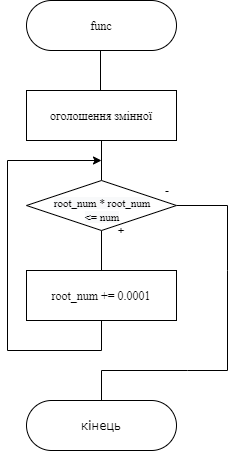 func
оголошення змінної
-
root_num * root_num
<= num
+
root_num += 0.0001
кінець